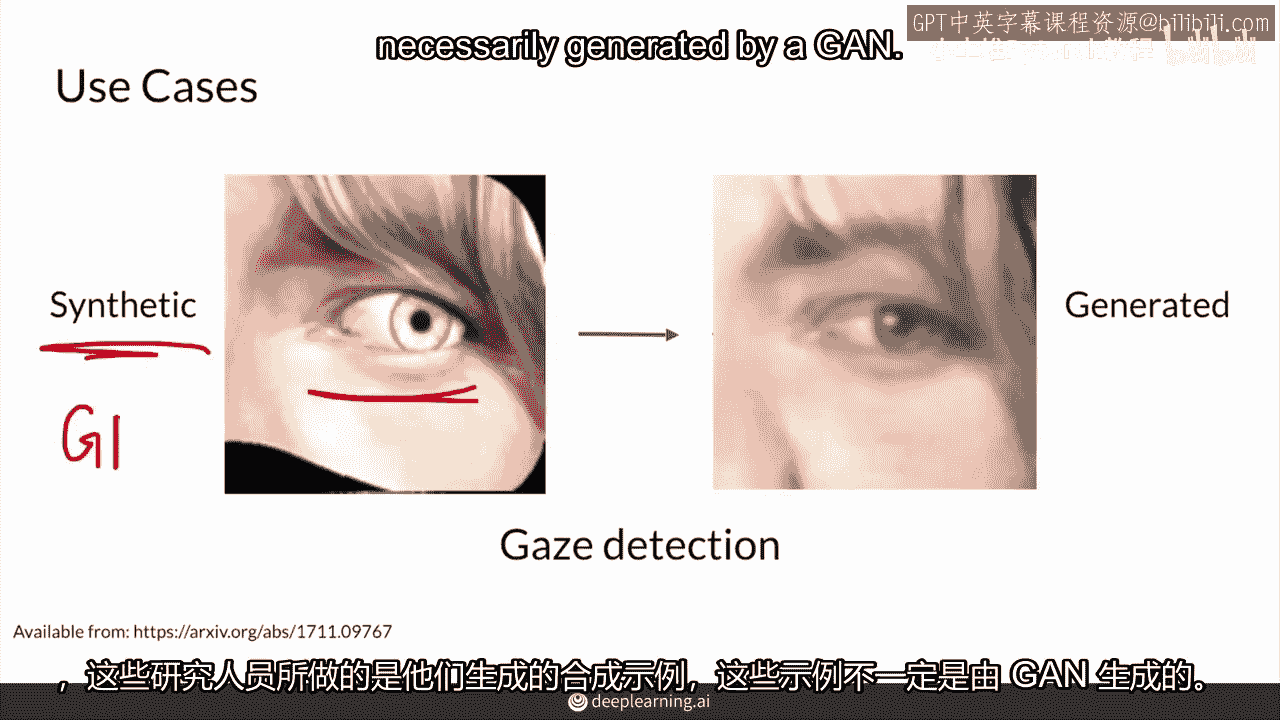 GPT中英字幕课程资源@bilibili.com
necessarily generated by a GAN.
Use Cases
Synthetic
GI
Generated
Gaze detection
Available from: https://arxiv.org/abs/1711.09767
，这些研究人员所做的是他们生成的合成示例，这些示例不一定是由 GAN 生成的。
deeplearning.ai